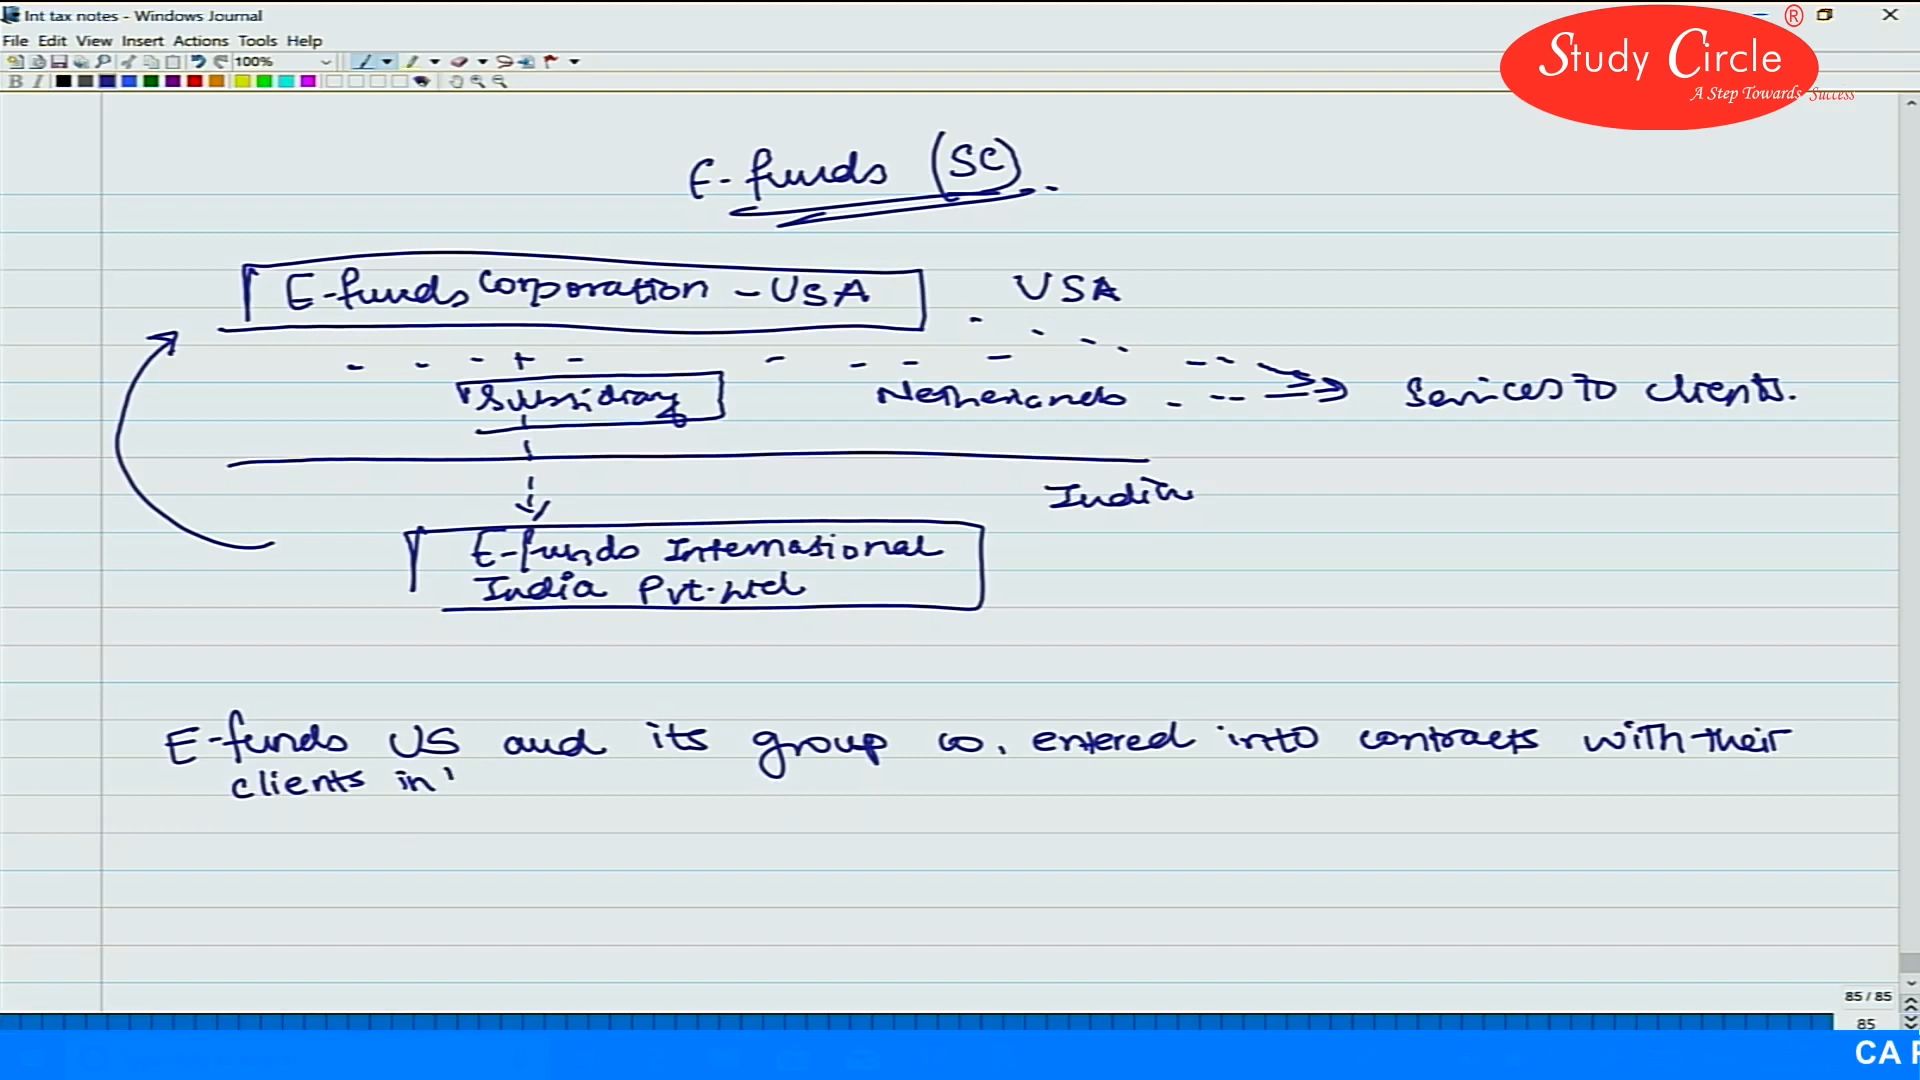 Int tax notes - Windows Journal
File Edit View Insert Actions Tools Help
100%
B I
®
Study Circle
A Step Towards Success
E-funds (SC)
E-funds Corporation - USA
USA
Subsidiary
Netherlands
Services to clients.
India
E-funds International
India Pvt. Ltd
E-funds US and its group co. entered into contracts with their
clients in
85 / 85
85
CA F